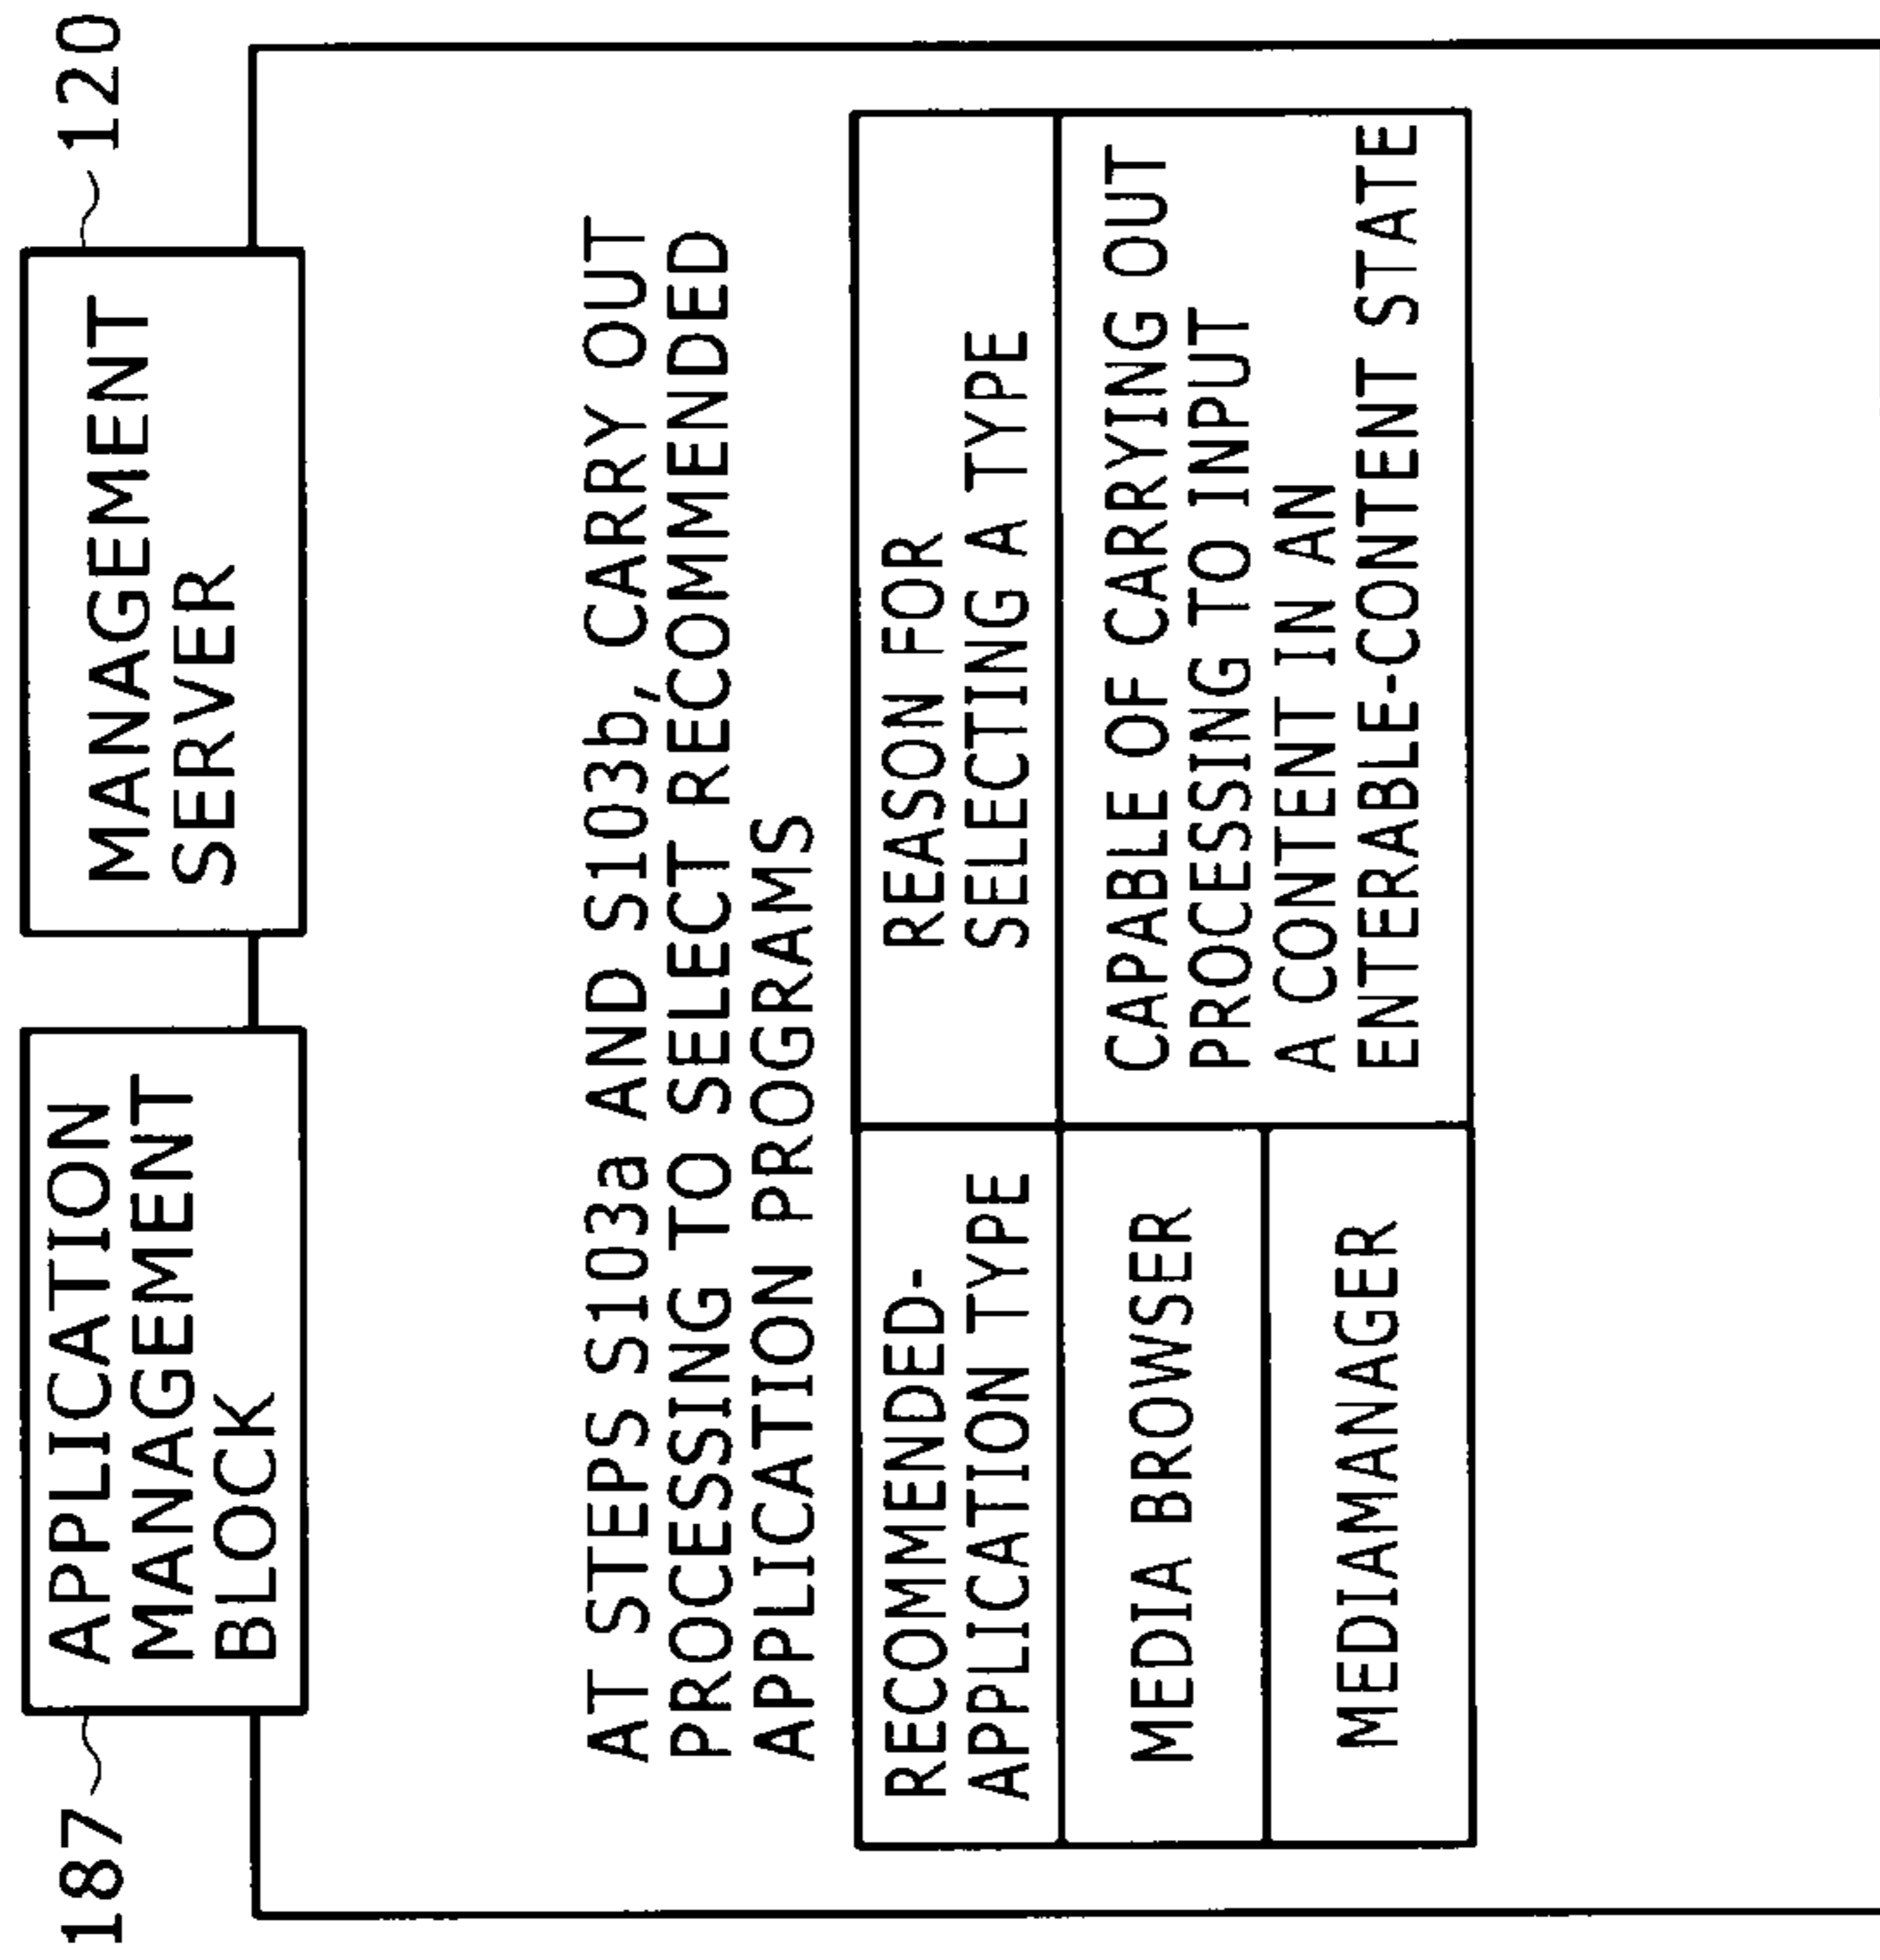 187
APPLICATION
MANAGEMENT
BLOCK
MANAGEMENT
SERVER
120
AT STEPS S103a AND S103b, CARRY OUT
PROCESSING TO SELECT RECOMMENDED
APPLICATION PROGRAMS
RECOMMENDED-
APPLICATION TYPE
REASON FOR
SELECTING A TYPE
MEDIA BROWSER
MEDIAMANAGER
CAPABLE OF CARRYING OUT
PROCESSING TO INPUT
A CONTENT IN AN
ENTERABLE-CONTENT STATE